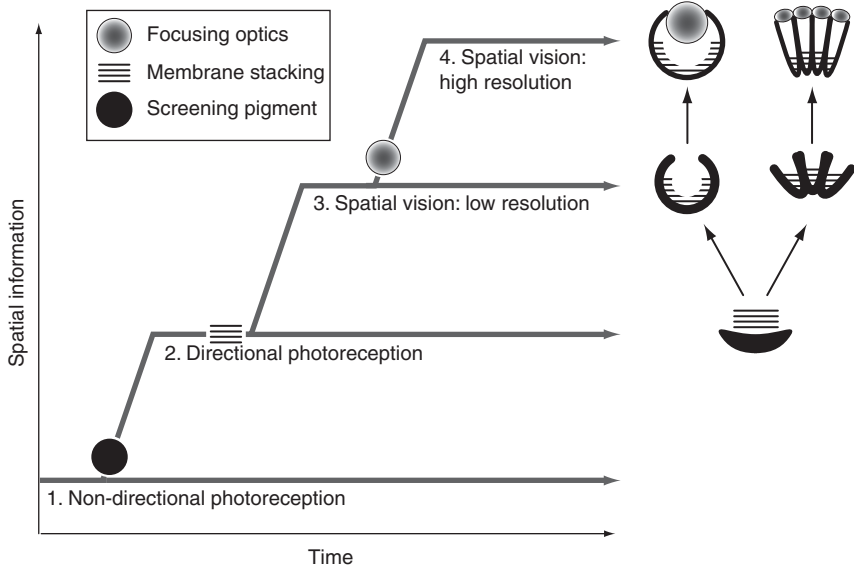 Focusing optics
Membrane stacking
Screening pigment
4. Spatial vision:
high resolution
3. Spatial vision: low resolution
2. Directional photoreception
1. Non-directional photoreception
Spatial information
Time